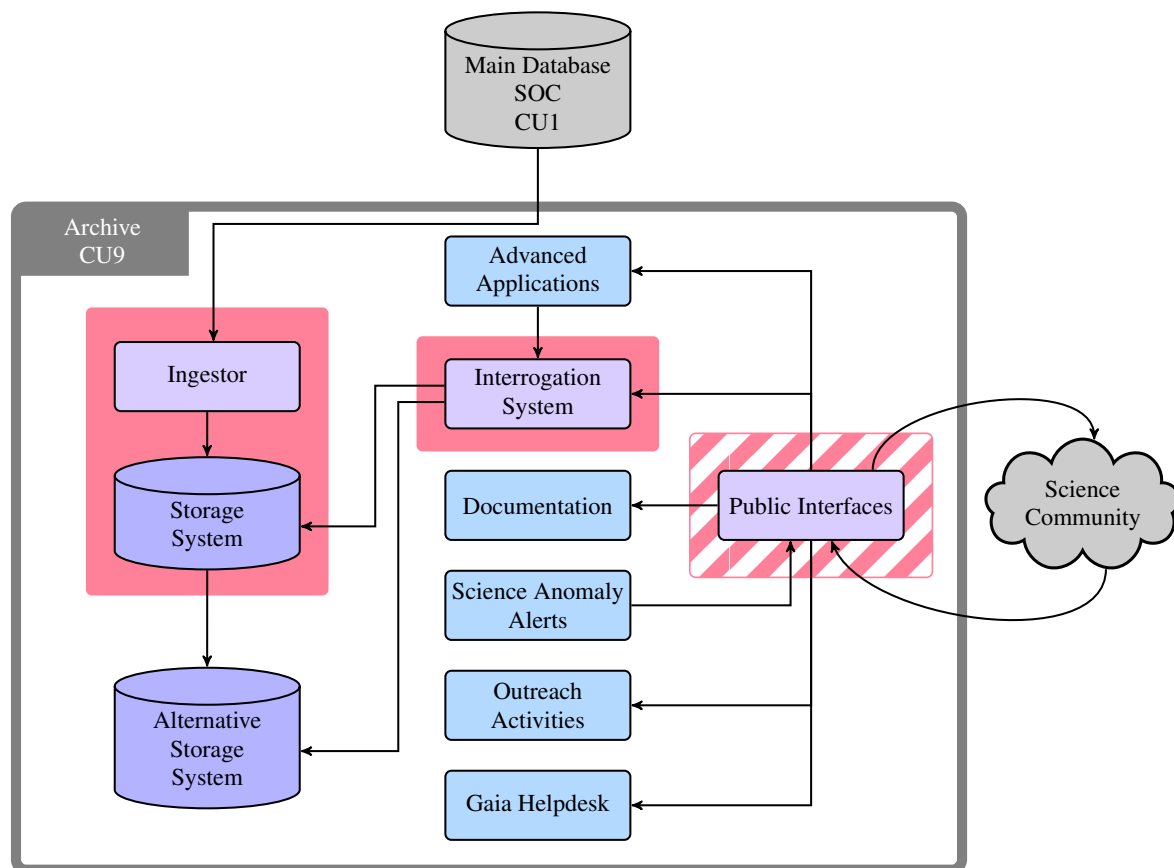 Main Database
SOC
CU1
Archive
CU9
Advanced
Applications
Ingestor
Interrogation
System
Storage
System
Documentation
Public Interfaces
Science
Community
Science Anomaly
Alerts
Alternative
Storage
System
Outreach
Activities
Gaia Helpdesk